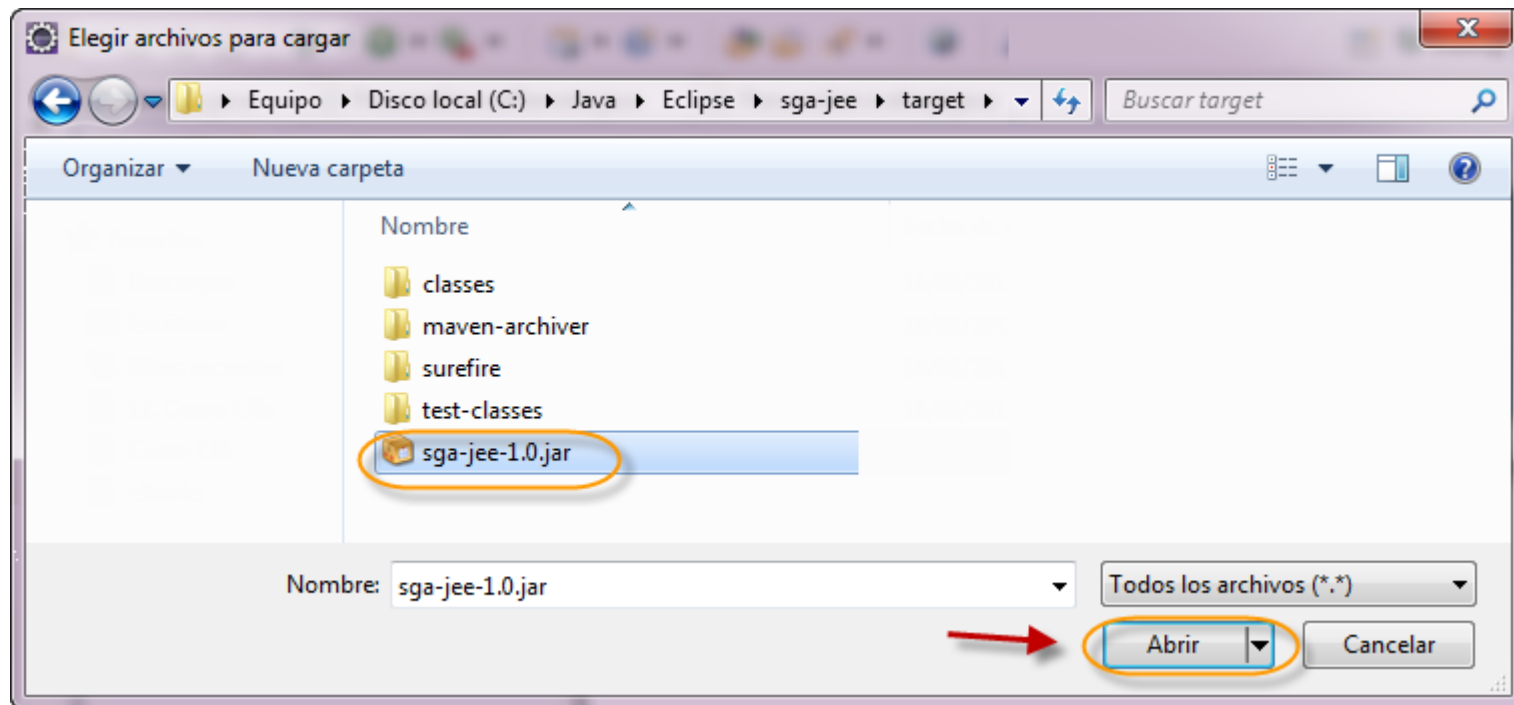 Elegir archivos para cargar
Equipo Disco local (C:) Java Eclipse sga-jee target Buscar target
Organizar Nueva carpeta
Nombre
classes
maven-archiver
surefire
test-classes
sga-jee-1.0.jar
Nombre: sga-jee-1.0.jar Todos los archivos (*.*)
Abrir Cancelar